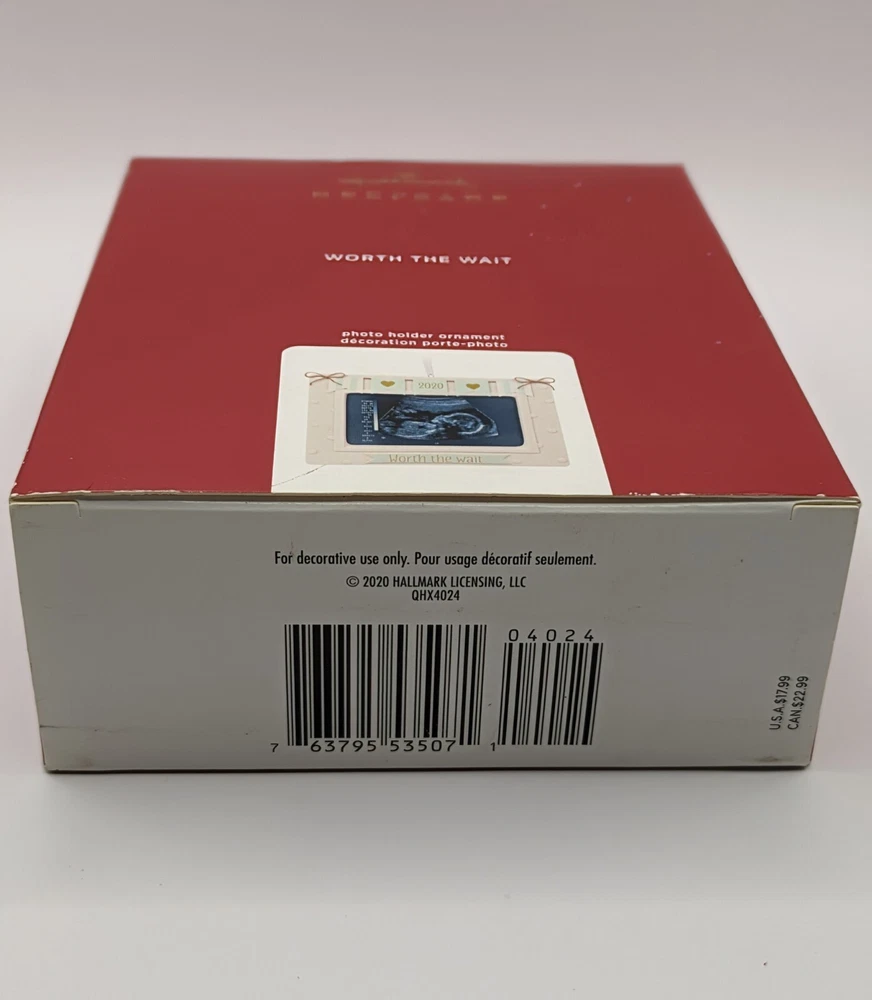 Hallmark
KEEPSAKE
WORTH THE WAIT
photo holder ornament
décoration porte-photo
2020
Worth the wait
For decorative use only. Pour usage décoratif seulement.
© 2020 HALLMARK LICENSING, LLC
QHX4024
04024
7 63795 53507 1
U.S.A.$17.99
CAN.$22.99